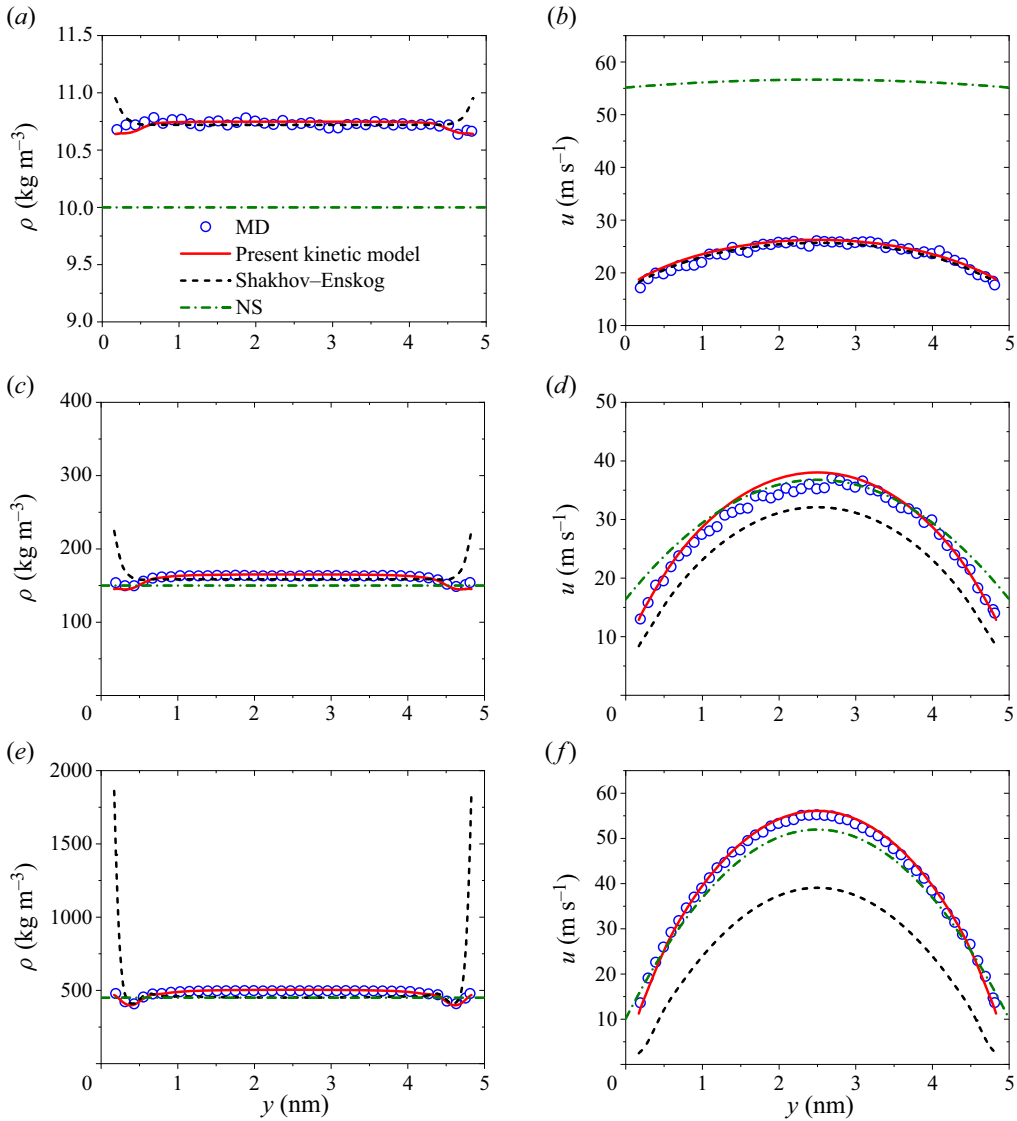 (a)
(b)
ρ (kg m−3)
11.5
11.0
10.5
10.0
9.5
9.0
0 1 2 3 4 5
MD
Present kinetic model
Shakhov–Enskog
NS
u (m s−1)
60
50
40
30
20
10
0 1 2 3 4 5
(c)
(d)
ρ (kg m−3)
400
300
200
100
0 1 2 3 4 5
u (m s−1)
50
40
30
20
10
0 1 2 3 4 5
(e)
(f)
ρ (kg m−3)
2000
1500
1000
500
0 1 2 3 4 5
y (nm)
u (m s−1)
60
50
40
30
20
10
0 1 2 3 4 5
y (nm)